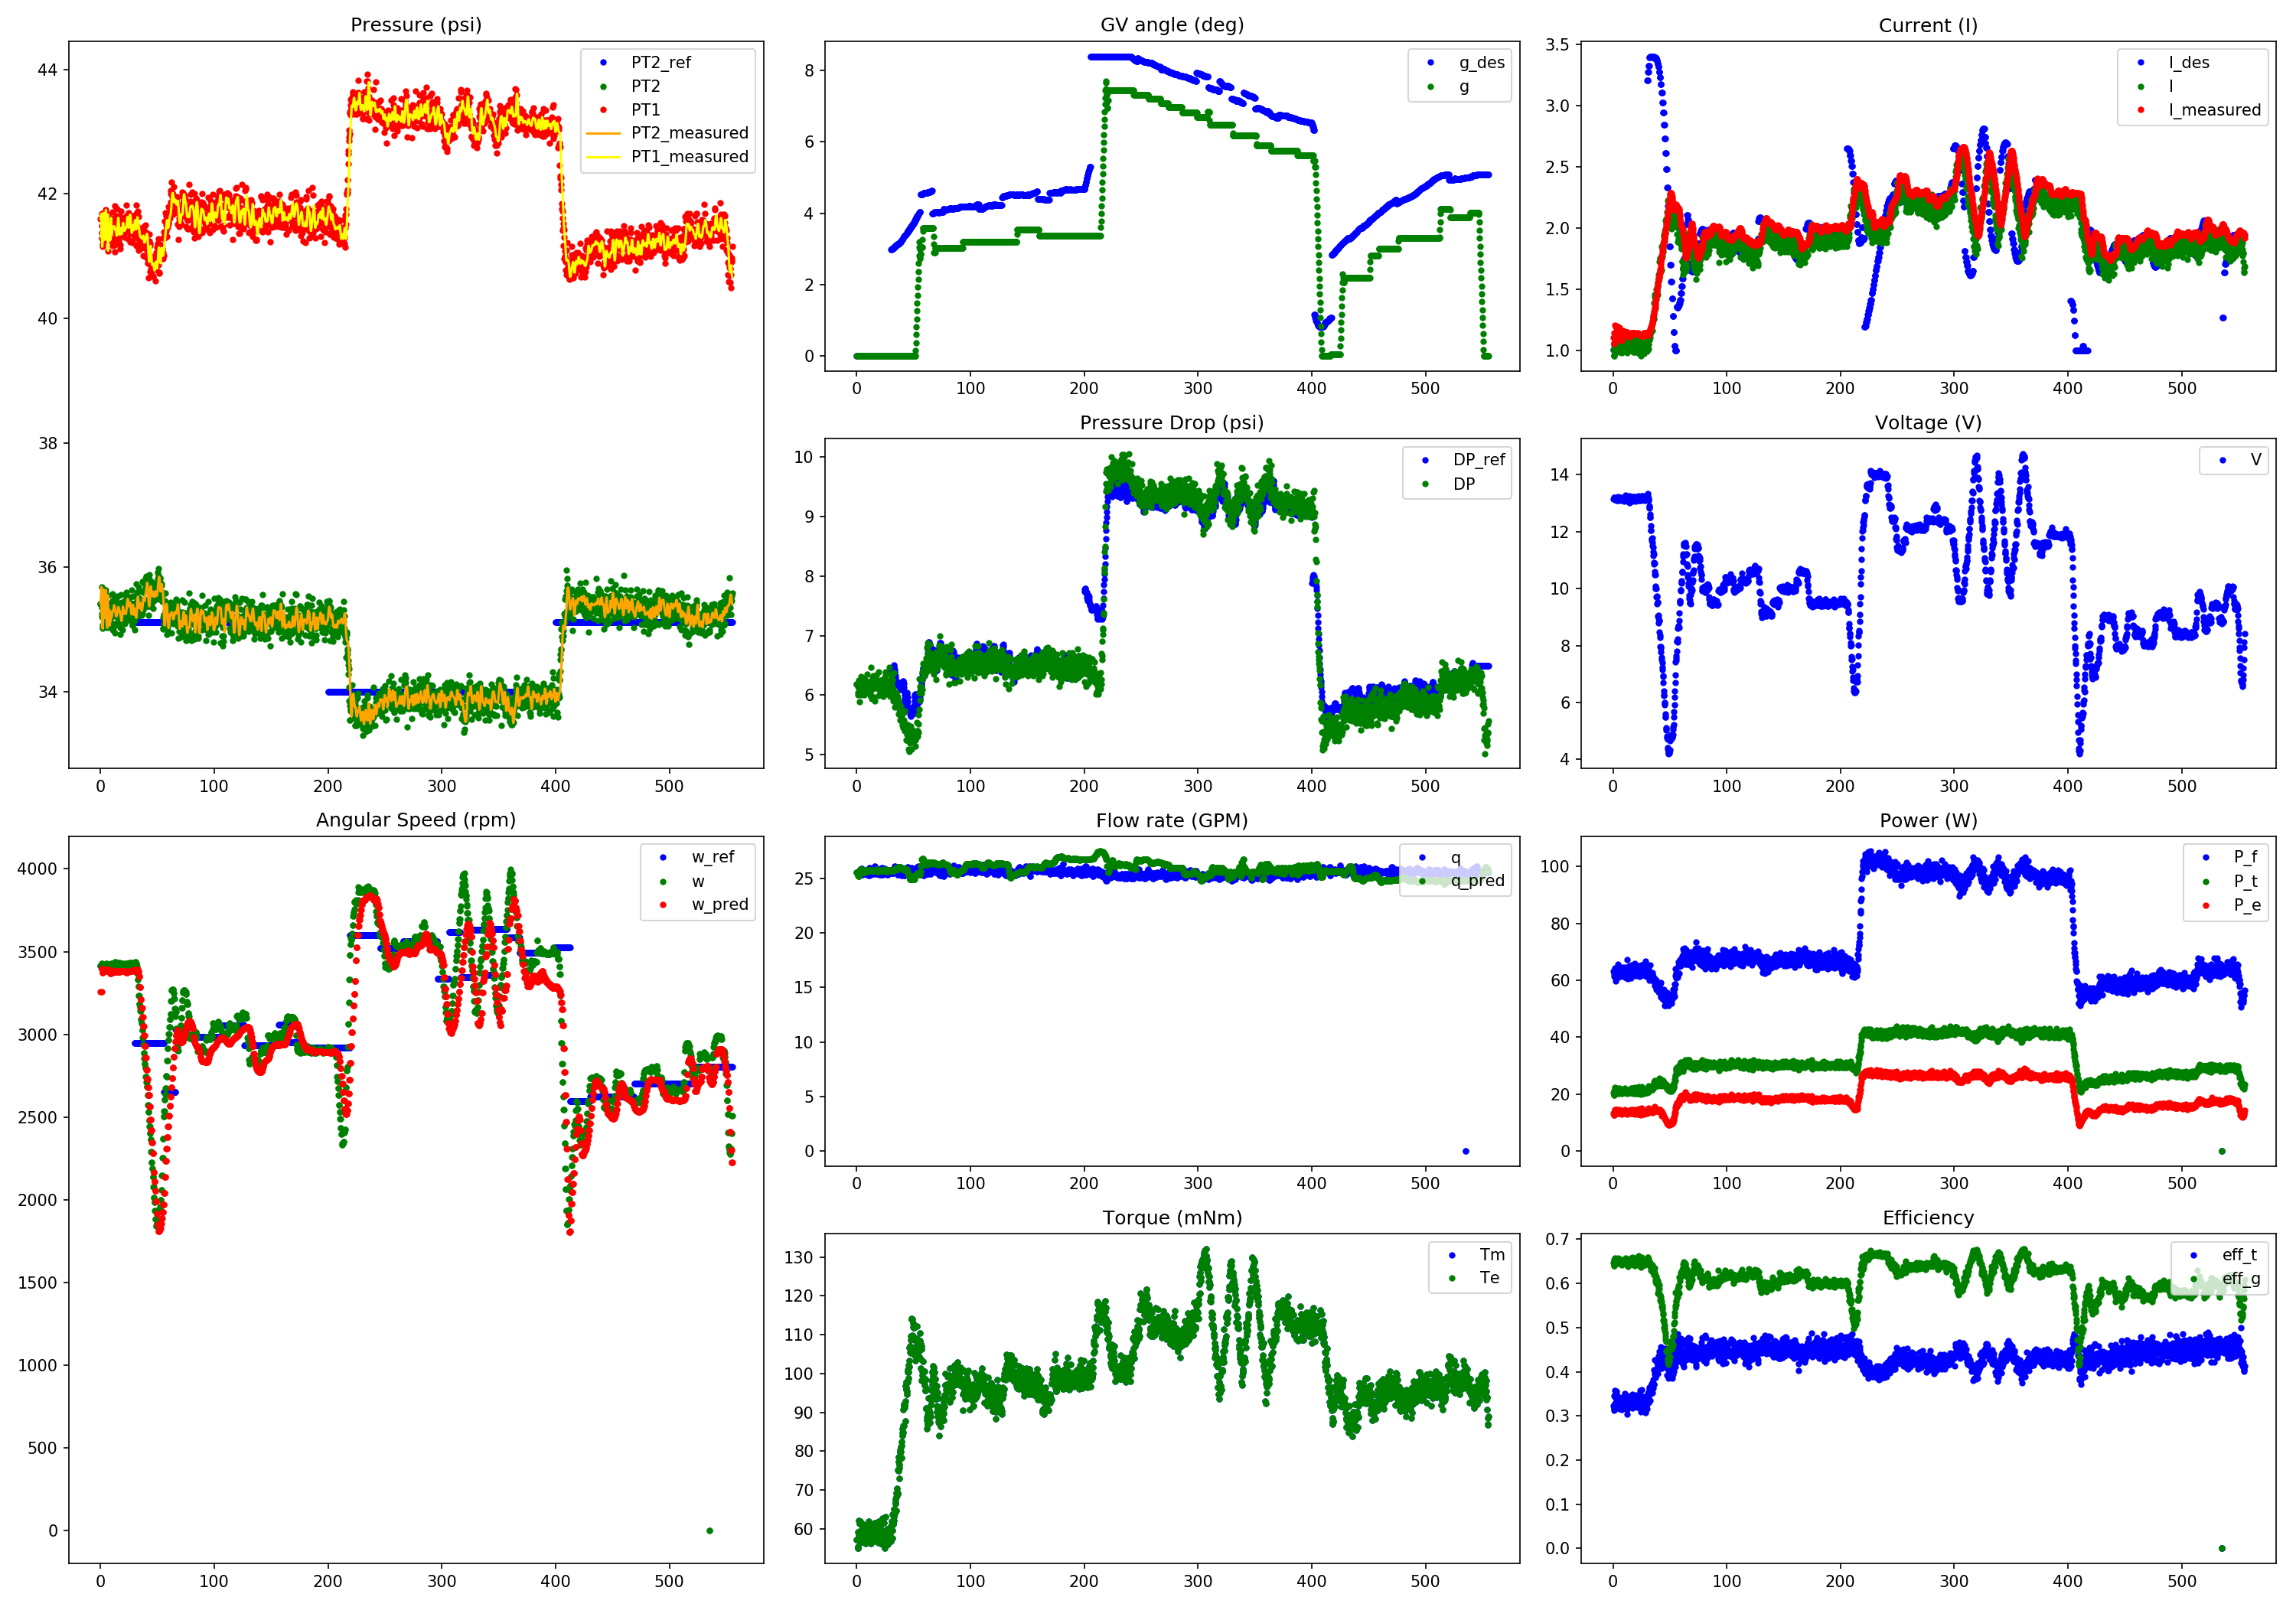 Pressure (psi)
44
42
40
38
36
34
0 100 200 300 400 500
PT2_ref
PT2
PT1
PT2_measured
PT1_measured
GV angle (deg)
8
6
4
2
0
0 100 200 300 400 500
g_des
g
Current (I)
3.5
3.0
2.5
2.0
1.5
1.0
0 100 200 300 400 500
I_des
I
I_measured
Pressure Drop (psi)
10
9
8
7
6
5
0 100 200 300 400 500
DP_ref
DP
Voltage (V)
14
12
10
8
6
4
0 100 200 300 400 500
V
Angular Speed (rpm)
4000
3500
3000
2500
2000
1500
1000
500
0
0 100 200 300 400 500
w_ref
w
w_pred
Flow rate (GPM)
25
20
15
10
5
0
0 100 200 300 400 500
q
q_pred
Power (W)
100
80
60
40
20
0
0 100 200 300 400 500
P_f
P_t
P_e
Torque (mNm)
130
120
110
100
90
80
70
60
0 100 200 300 400 500
Tm
Te
Efficiency
0.7
0.6
0.5
0.4
0.3
0.2
0.1
0.0
0 100 200 300 400 500
eff_t
eff_g